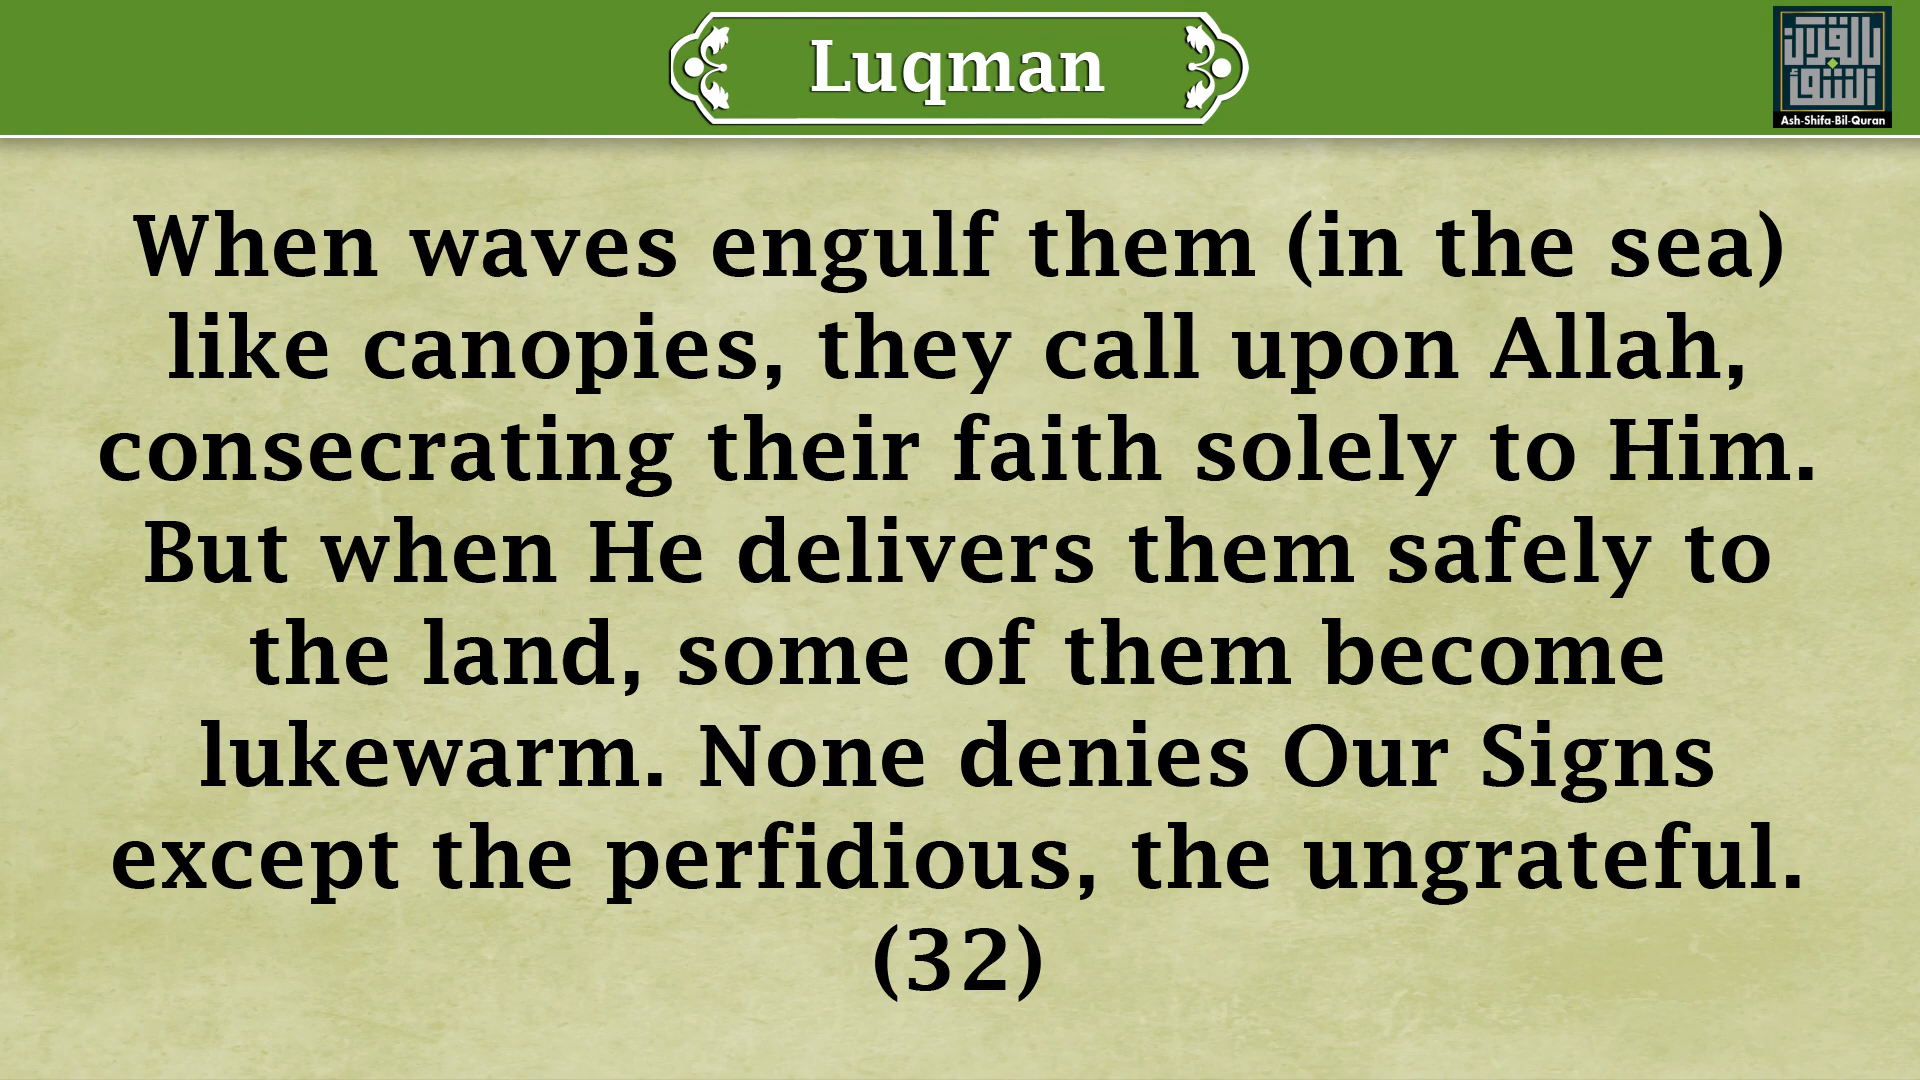 Luqman
بالقرآن
الشفاء
Ash-Shifa-Bil-Quran
When waves engulf them (in the sea)
like canopies, they call upon Allah,
consecrating their faith solely to Him.
But when He delivers them safely to
the land, some of them become
lukewarm. None denies Our Signs
except the perfidious, the ungrateful.
(32)